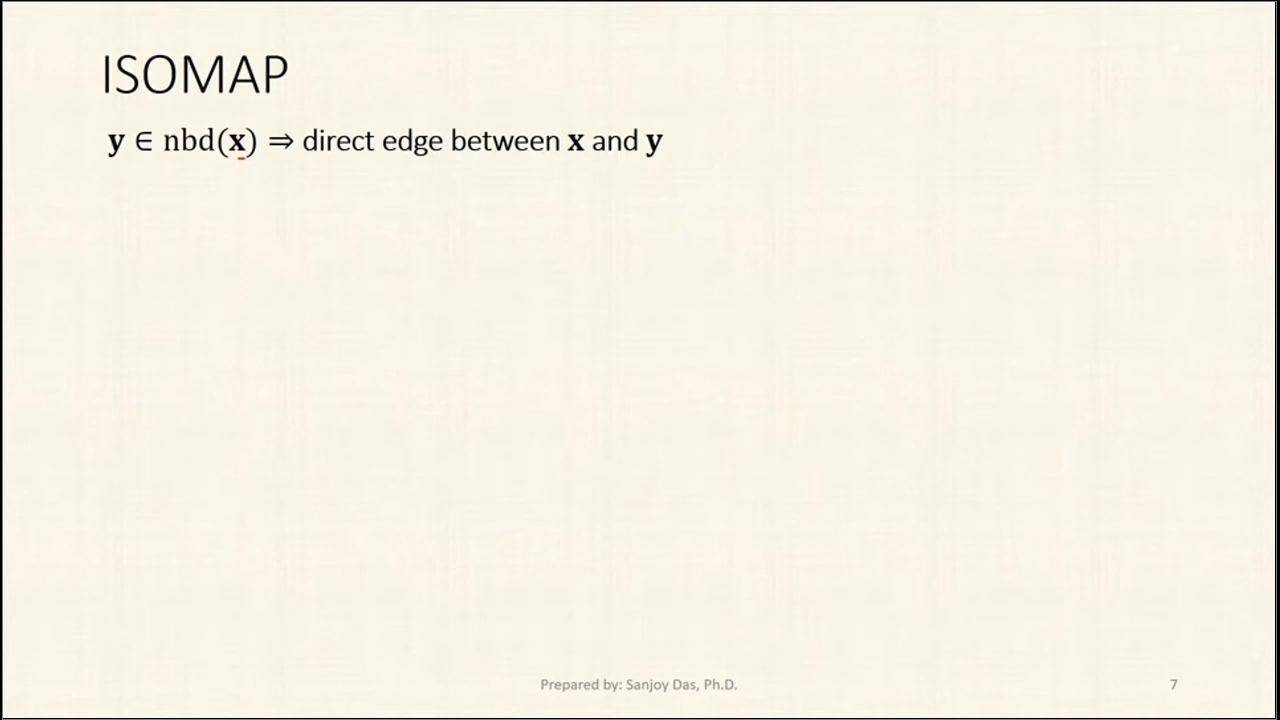 ISOMAP
y ∈ nbd(x) ⇒ direct edge between x and y
Prepared by: Sanjoy Das, Ph.D.
7